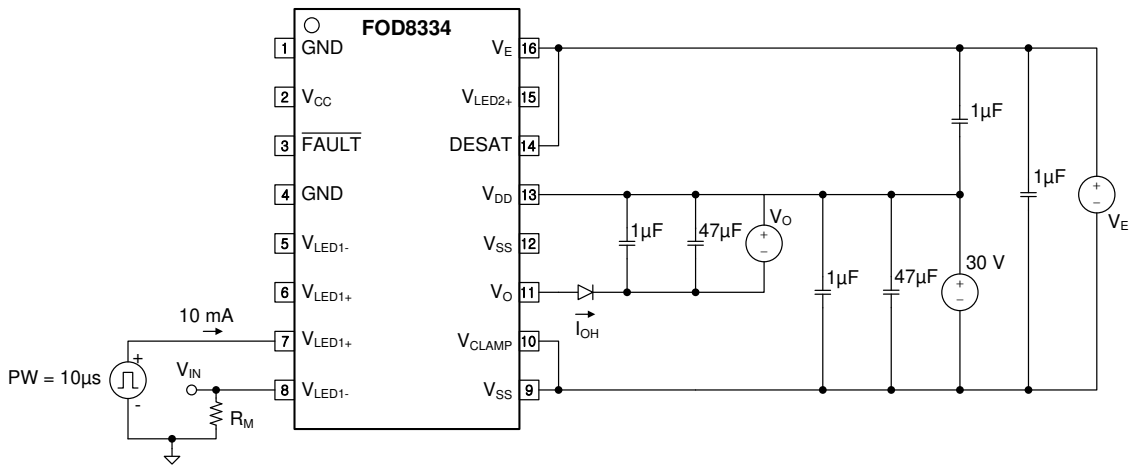 FOD8334
1 GND
2 VCC
3 FAULT
4 GND
5 VLED1-
6 VLED1+
7 VLED1+
8 VLED1-
VE 16
VLED2+ 15
DESAT 14
VDD 13
VSS 12
VO 11
VCLAMP 10
VSS 9
10 mA
PW = 10µs
+
-
VIN
RM
IOH
1µF
47µF
VO
+
–
1µF
47µF
30 V
+
–
1µF
1µF
VE
+
–